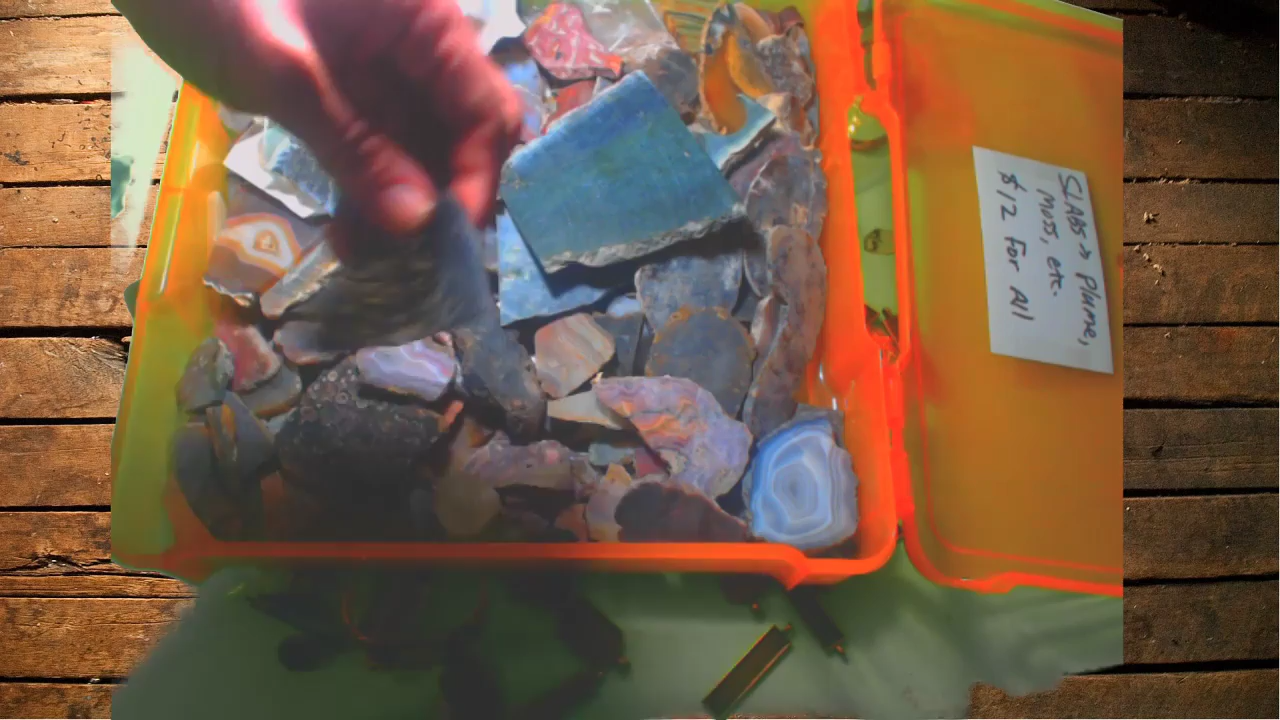 SLABS » Plume,
moss, etc.
$12 for All